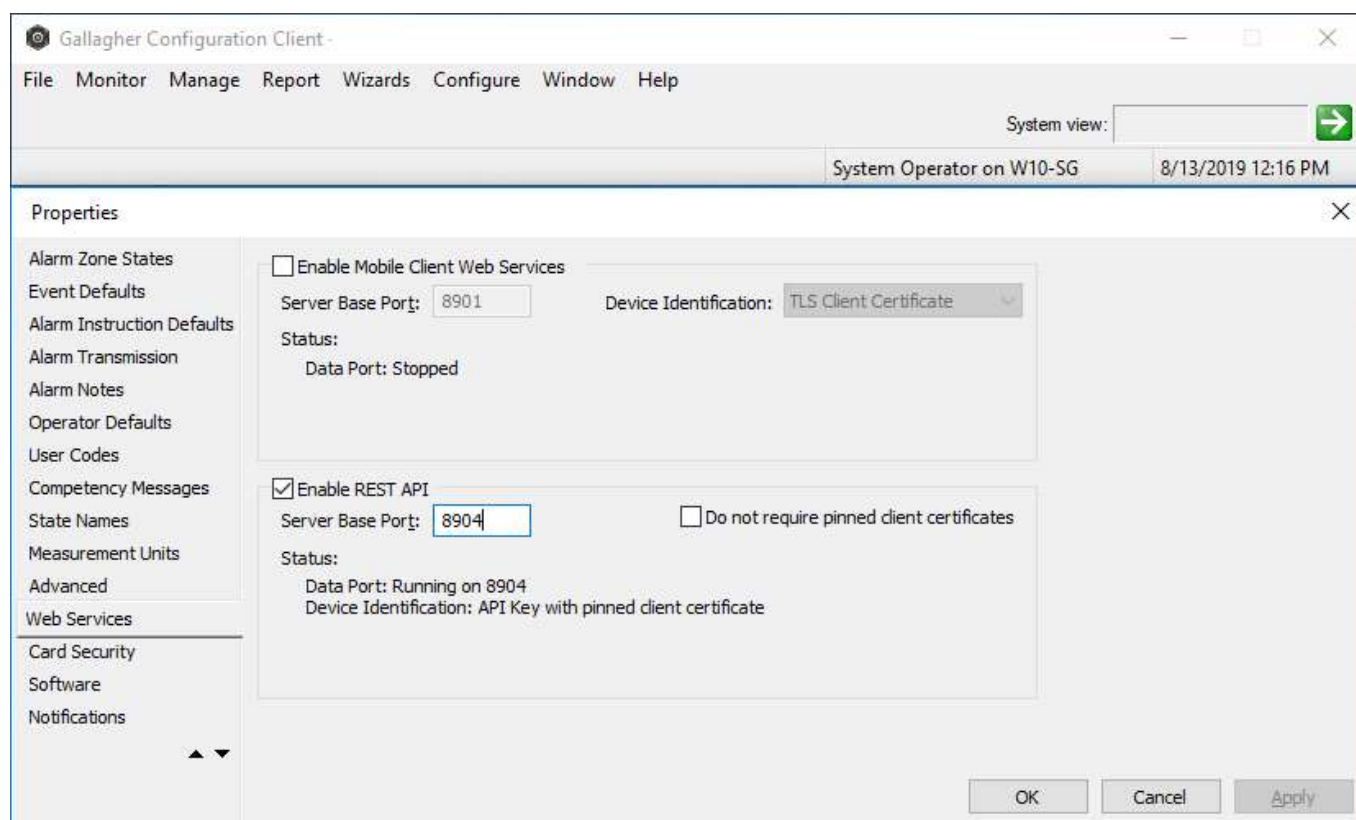 Gallagher Configuration Client -
File Monitor Manage Report Wizards Configure Window Help
System view:
System Operator on W10-SG 8/13/2019 12:16 PM
Properties
Alarm Zone States
Event Defaults
Alarm Instruction Defaults
Alarm Transmission
Alarm Notes
Operator Defaults
User Codes
Competency Messages
State Names
Measurement Units
Advanced
Web Services
Card Security
Software
Notifications
Enable Mobile Client Web Services
Server Base Port: 8901 Device Identification: TLS Client Certificate
Status:
Data Port: Stopped
Enable REST API
Server Base Port: 8904 Do not require pinned client certificates
Status:
Data Port: Running on 8904
Device Identification: API Key with pinned client certificate
OK Cancel Apply